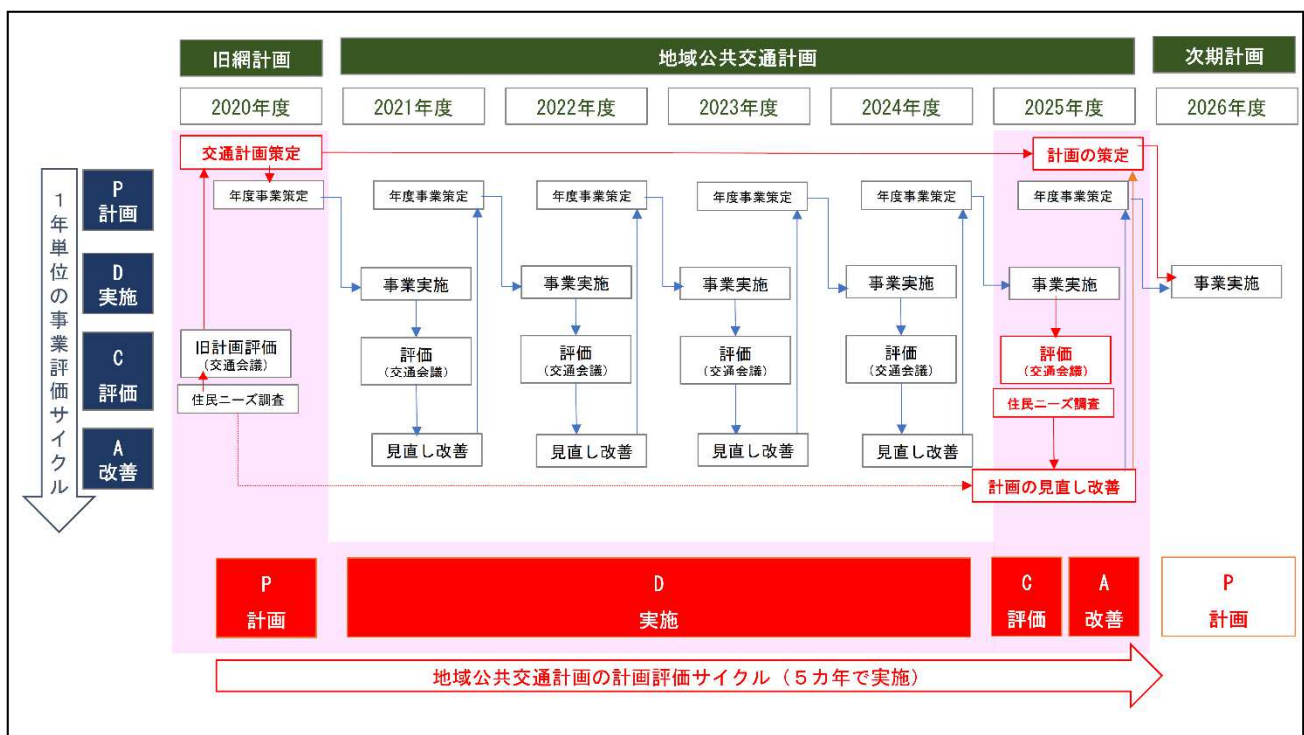 旧網計画
地域公共交通計画
次期計画
2020年度
2021年度
2022年度
2023年度
2024年度
2025年度
2026年度
交通計画策定
計画の策定
1年単位の事業評価サイクル
P
計画
年度事業策定
年度事業策定
年度事業策定
年度事業策定
年度事業策定
年度事業策定
D
実施
事業実施
事業実施
事業実施
事業実施
事業実施
事業実施
C
評価
旧計画評価
(交通会議)
評価
(交通会議)
評価
(交通会議)
評価
(交通会議)
評価
(交通会議)
評価
(交通会議)
住民ニーズ調査
住民ニーズ調査
A
改善
見直し改善
見直し改善
見直し改善
見直し改善
計画の見直し改善
P
計画
D
実施
C
評価
A
改善
P
計画
地域公共交通計画の計画評価サイクル（５カ年で実施）